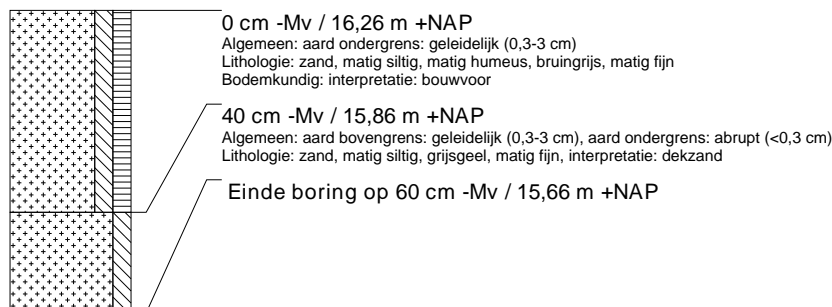 0 cm -Mv / 16,26 m +NAP
Algemeen: aard ondergrens: geleidelijk (0,3-3 cm)
Lithologie: zand, matig siltig, matig humeus, bruingrijs, matig fijn
Bodemkundig: interpretatie: bouwvoor
40 cm -Mv / 15,86 m +NAP
Algemeen: aard bovengrens: geleidelijk (0,3-3 cm), aard ondergrens: abrupt (<0,3 cm)
Lithologie: zand, matig siltig, grijsgeel, matig fijn, interpretatie: dekzand
Einde boring op 60 cm -Mv / 15,66 m +NAP